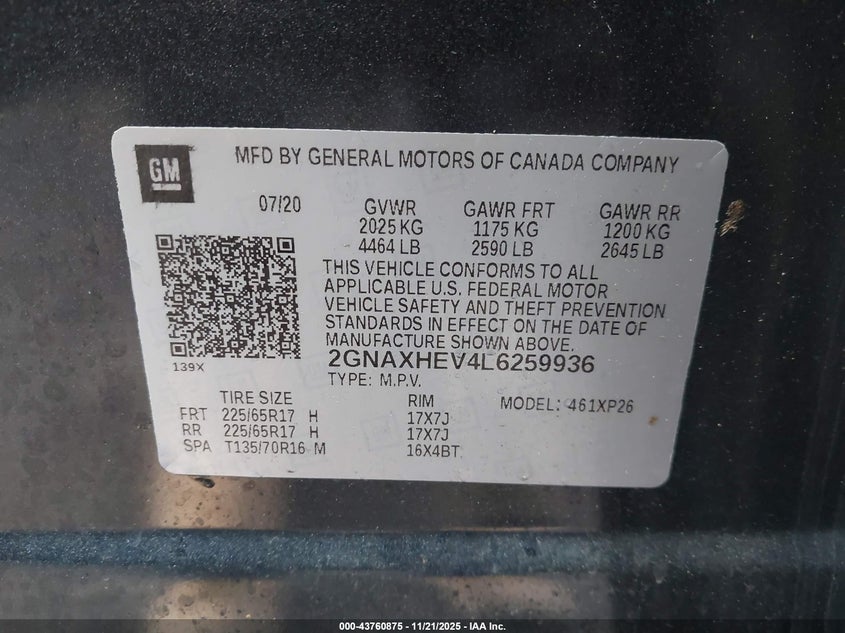 GM
MFD BY GENERAL MOTORS OF CANADA COMPANY
07/20 GVWR GAWR FRT GAWR RR
2025 KG 1175 KG 1200 KG
4464 LB 2590 LB 2645 LB
THIS VEHICLE CONFORMS TO ALL
APPLICABLE U.S. FEDERAL MOTOR
VEHICLE SAFETY AND THEFT PREVENTION
STANDARDS IN EFFECT ON THE DATE OF
MANUFACTURE SHOWN ABOVE.
139X
2GNAXHEV4L6259936
TYPE: M.P.V.
TIRE SIZE RIM MODEL: 461XP26
FRT 225/65R17 H 17X7J
RR 225/65R17 H 17X7J
SPA T135/70R16 M 16X4BT
0 - 43760875 - 11/21/2025 - IAA Inc.